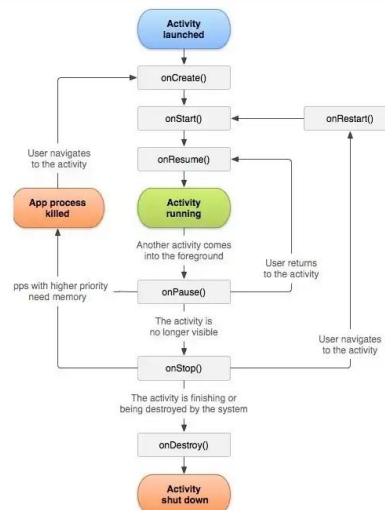 Activity
launched
onCreate()
onStart()
onRestart()
User navigates
to the activity
onResume()
App process
killed
Activity
running
Another activity comes
into the foreground
User returns
to the activity
pps with higher priority
need memory
onPause()
The activity is
no longer visible
User navigates
to the activity
onStop()
The activity is finishing or
being destroyed by the system
onDestroy()
Activity
shut down